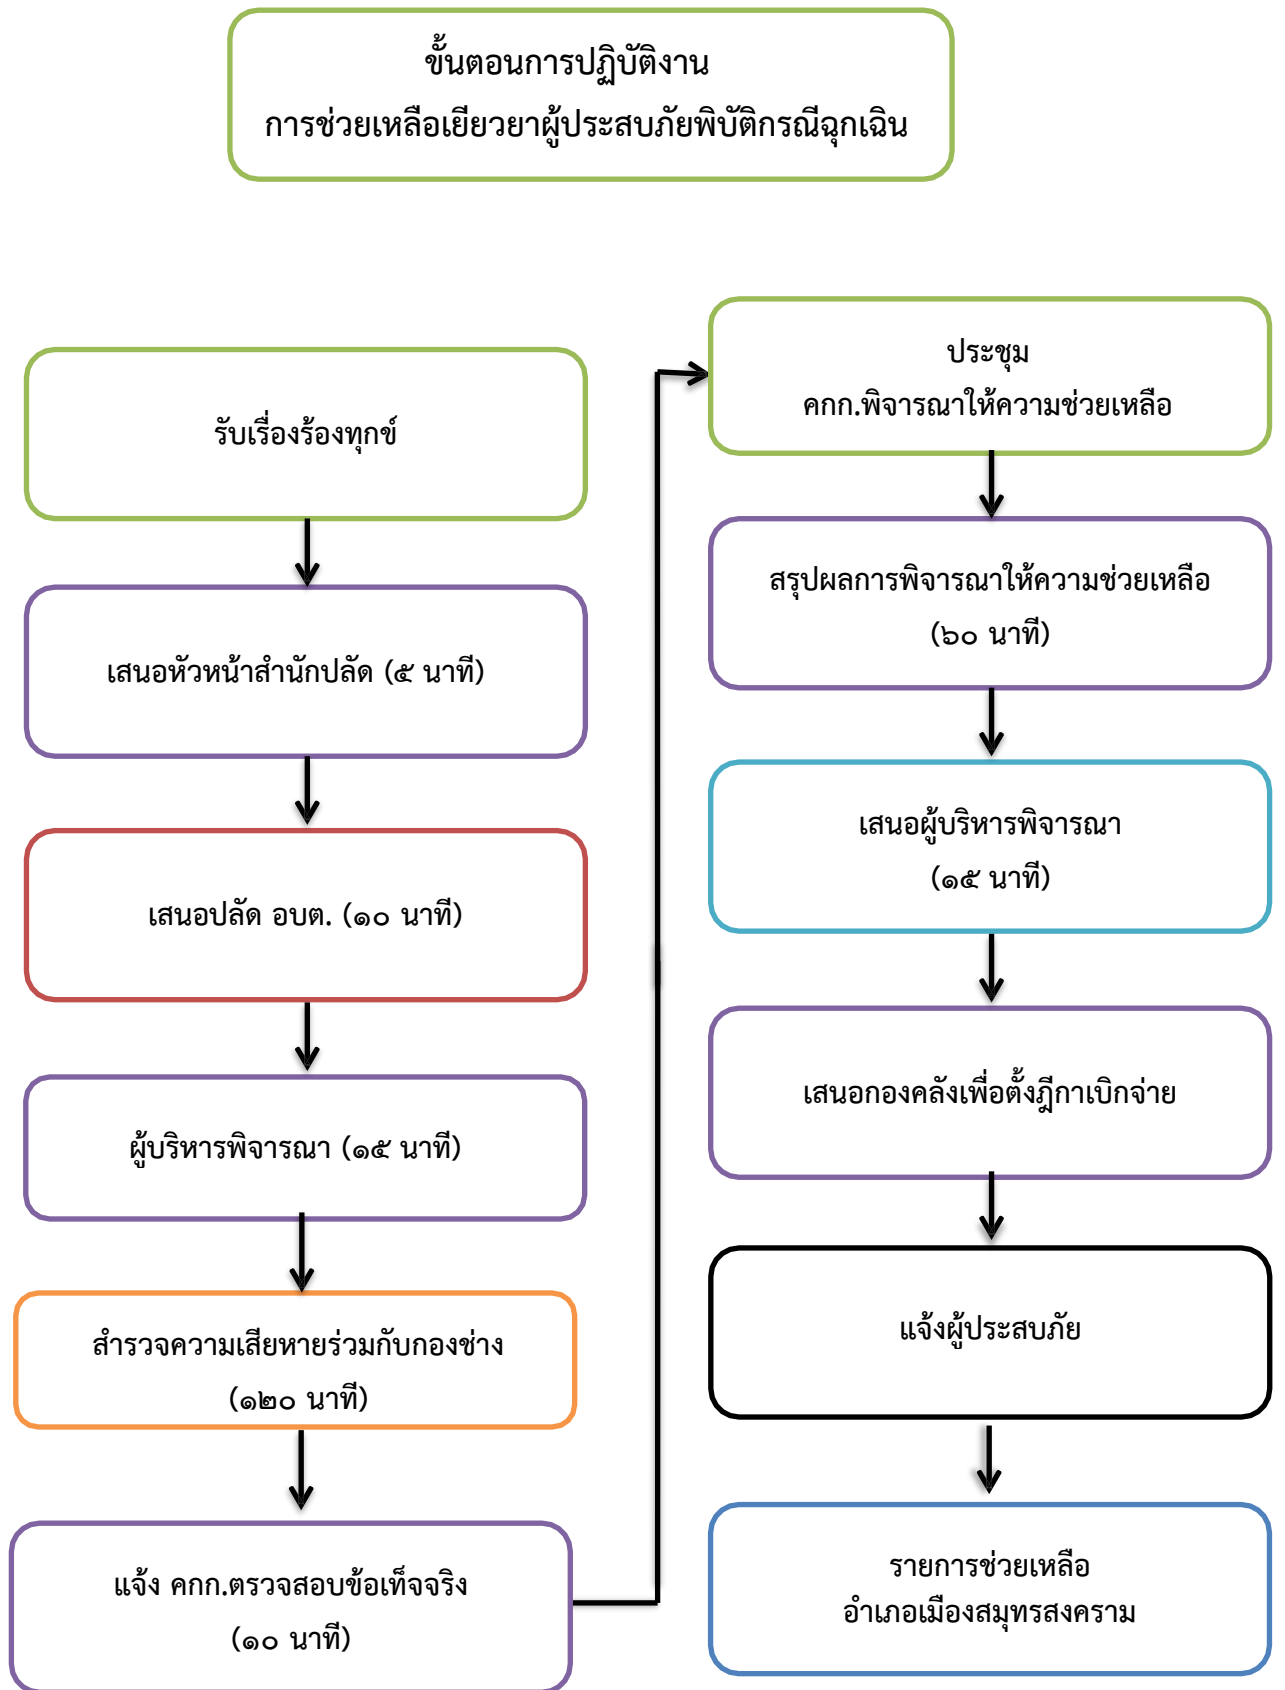 ขั้นตอนการปฏิบัติงาน
การช่วยเหลือเยียวยาผู้ประสบภัยพิบัติกรณีฉุกเฉิน
รับเรื่องร้องทุกข์
เสนอหัวหน้าสำนักปลัด (๕ นาที)
เสนอปลัด อบต. (๑๐ นาที)
ผู้บริหารพิจารณา (๑๕ นาที)
สำรวจความเสียหายร่วมกับกองช่าง
(๑๒๐ นาที)
แจ้ง คกก.ตรวจสอบข้อเท็จจริง
(๑๐ นาที)
ประชุม
คกก.พิจารณาให้ความช่วยเหลือ
สรุปผลการพิจารณาให้ความช่วยเหลือ
(๖๐ นาที)
เสนอผู้บริหารพิจารณา
(๑๕ นาที)
เสนอกองคลังเพื่อตั้งฎีกาเบิกจ่าย
แจ้งผู้ประสบภัย
รายการช่วยเหลือ
อำเภอเมืองสมุทรสงคราม